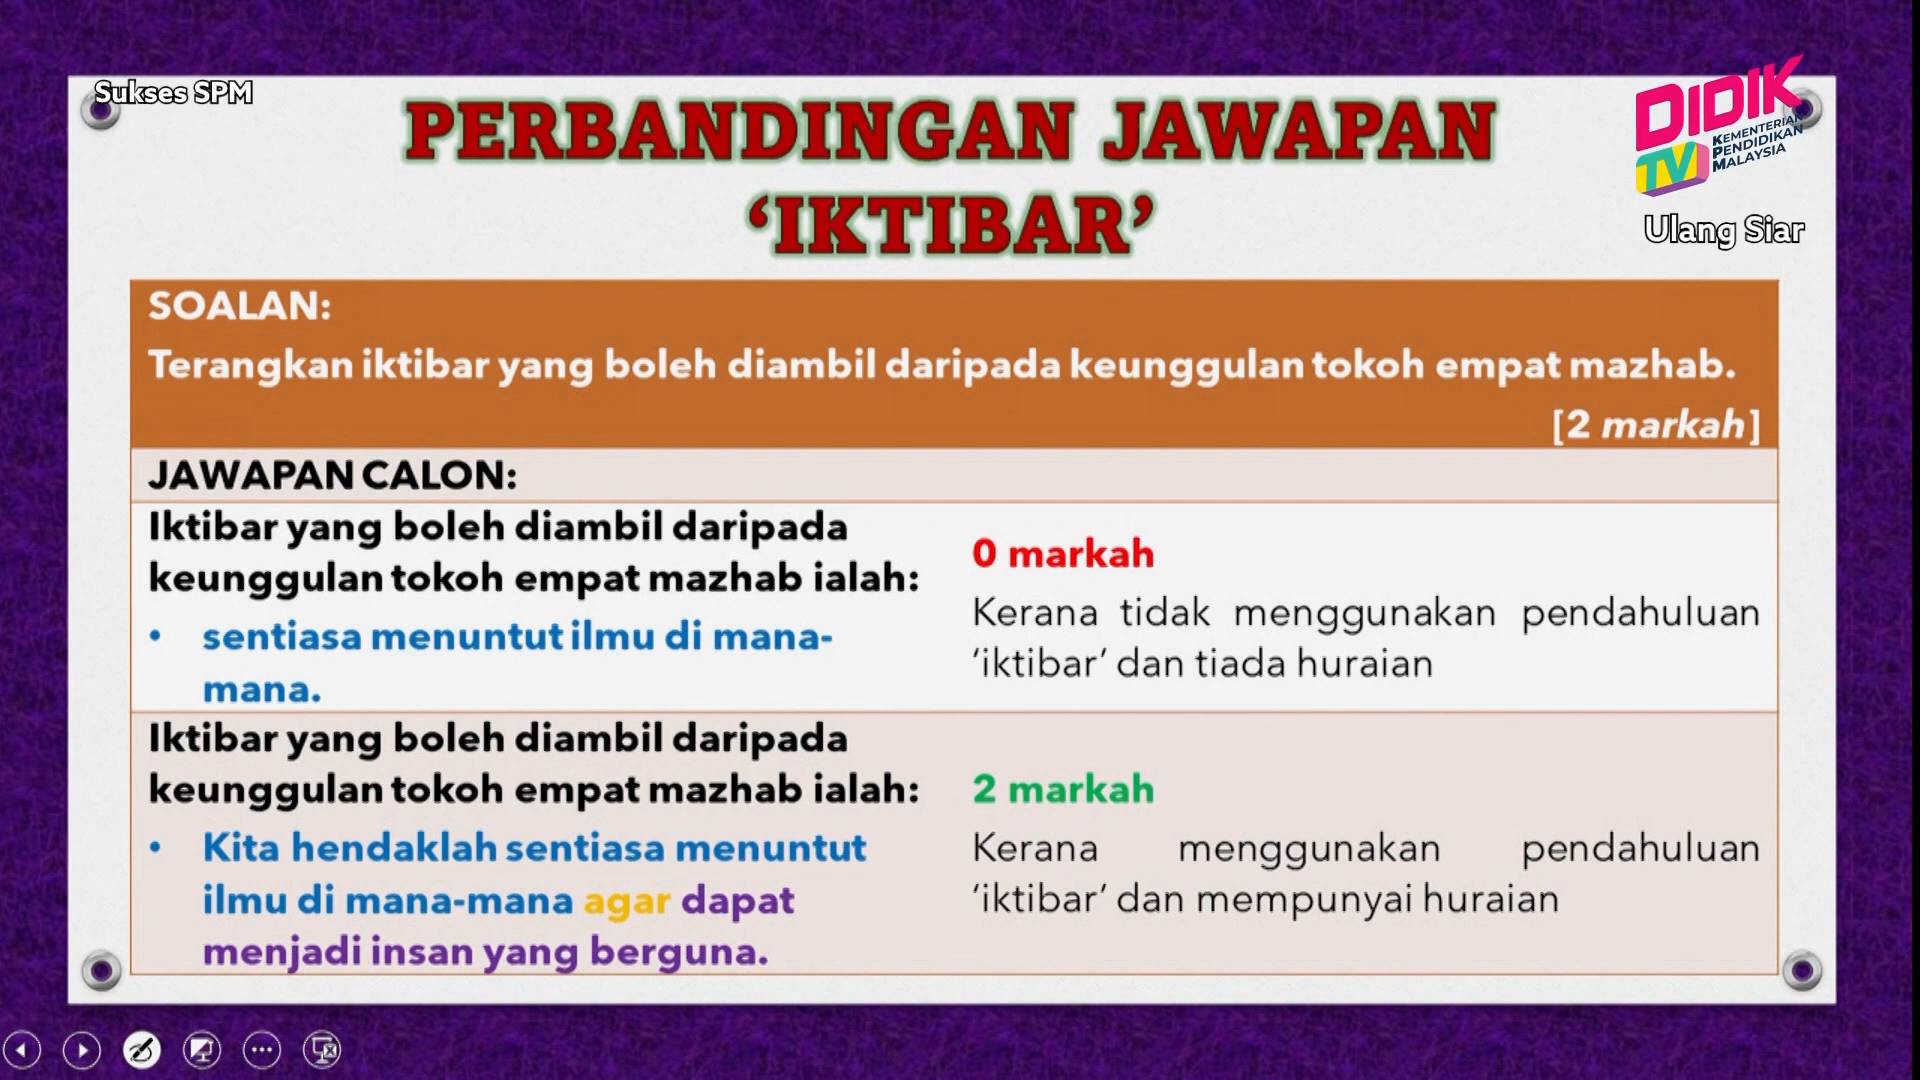 Sukses SPM
PERBANDINGAN JAWAPAN
‘IKTIBAR’
DIDIK
TV
KEMENTERIAN
PENDIDIKAN
MALAYSIA
Ulang Siar
SOALAN:
Terangkan iktibar yang boleh diambil daripada keunggulan tokoh empat mazhab.
[2 markah]
JAWAPAN CALON:
Iktibar yang boleh diambil daripada
keunggulan tokoh empat mazhab ialah:
• sentiasa menuntut ilmu di mana-
mana.
0 markah
Kerana tidak menggunakan pendahuluan
‘iktibar’ dan tiada huraian
Iktibar yang boleh diambil daripada
keunggulan tokoh empat mazhab ialah:
• Kita hendaklah sentiasa menuntut
ilmu di mana-mana agar dapat
menjadi insan yang berguna.
2 markah
Kerana menggunakan pendahuluan
‘iktibar’ dan mempunyai huraian